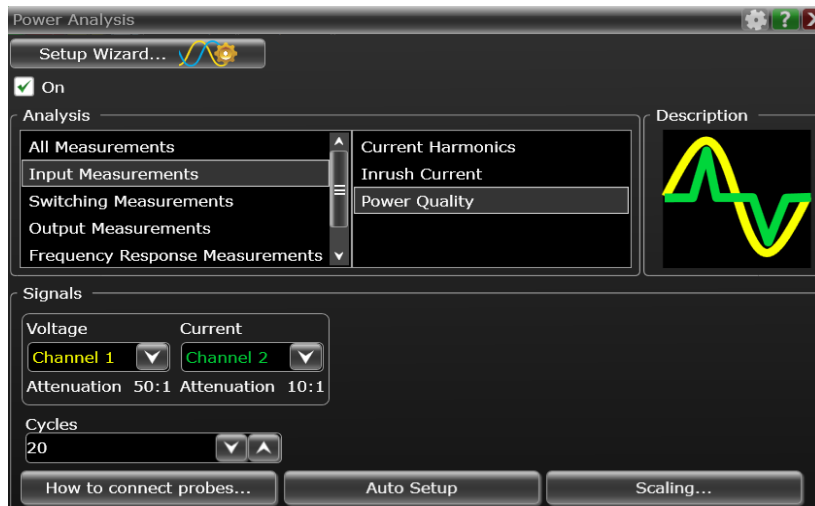 Power Analysis
?
Setup Wizard...
On
Analysis
All Measurements
Input Measurements
Switching Measurements
Output Measurements
Frequency Response Measurements
Current Harmonics
Inrush Current
Power Quality
Description
Signals
Voltage Current
Channel 1 Channel 2
Attenuation 50:1 Attenuation 10:1
Cycles
20
How to connect probes... Auto Setup Scaling...